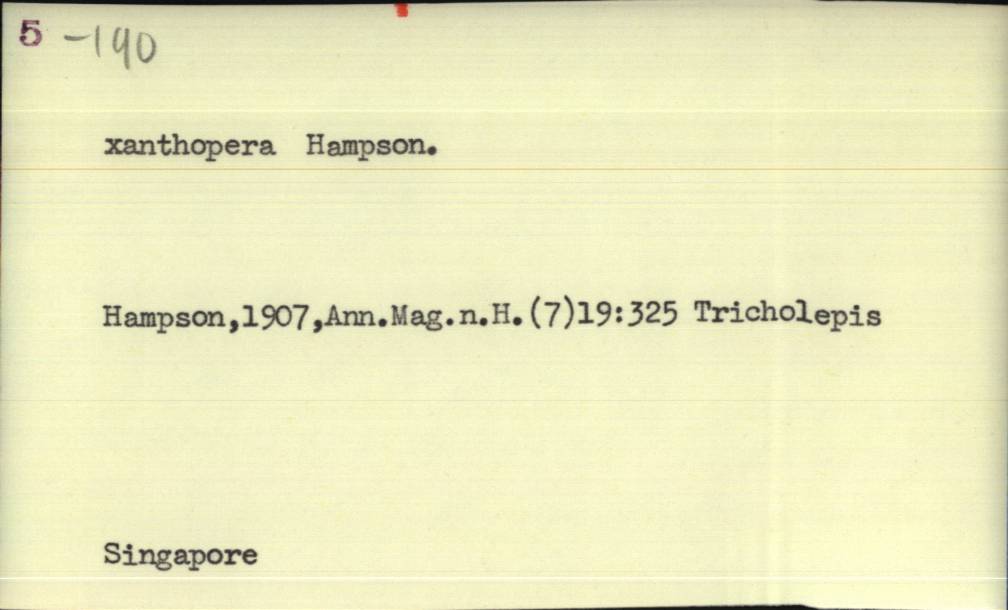 5 -190
xanthopera Hampson.
Hampson,1907,Ann.Mag.n.H.(7)19:325 Tricholepis
Singapore